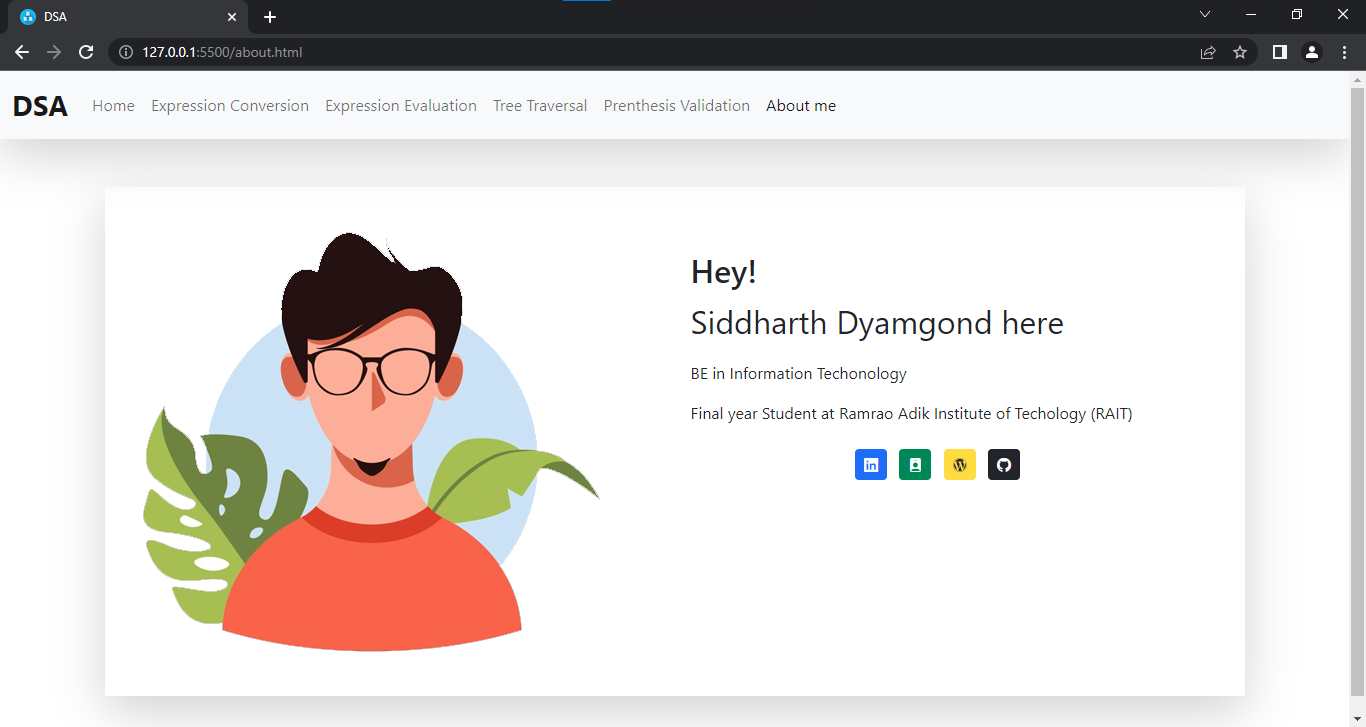 DSA
127.0.0.1:5500/about.html
DSA Home Expression Conversion Expression Evaluation Tree Traversal Prenthesis Validation About me
Hey!
Siddharth Dyamgond here
BE in Information Techonology
Final year Student at Ramrao Adik Institute of Techology (RAIT)